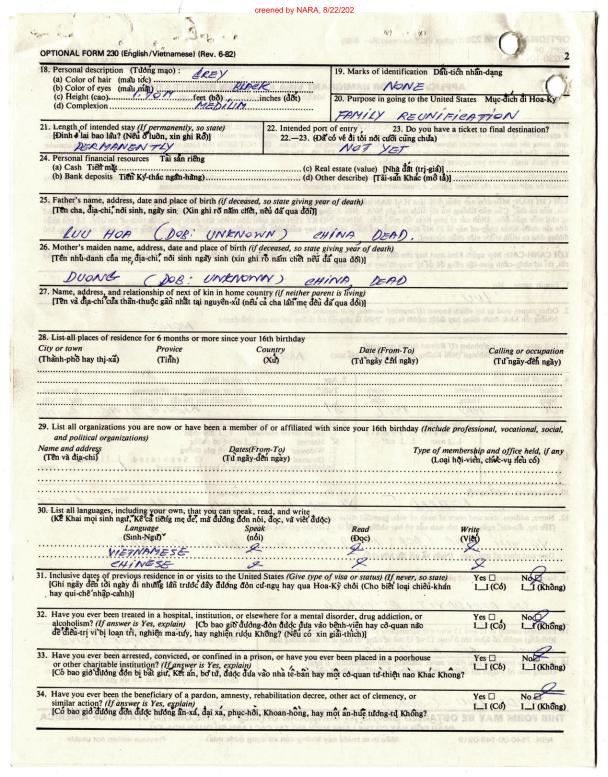 creened by NARA, 8/22/202
OPTIONAL FORM 230 (English/Vietnamese) (Rev. 6-82)
2
18. Personal description (Tướng mạo) :
(a) Color of hair (màu tóc) GREY
(b) Color of eyes (màu mắt) BLACK
(c) Height (cao) 1.70M feet (bộ) inches (đốt)
(d) Complexion MEDIUM
19. Marks of identification Dấu-tích nhân-dạng
NONE
20. Purpose in going to the United States Mục-đích đi Hoa-Kỳ
FAMILY REUNIFICATION
21. Length of intended stay (If permanently, so state)
[Định ở lại bao lâu? (Nếu ở luôn, xin ghi Rõ)]
PERMANENTLY
22. Intended port of entry 23. Do you have a ticket to final destination?
22.—23. (Đã có vé đi tới nơi cuối cùng chưa)
NOT YET
24. Personal financial resources Tài sản riêng
(a) Cash Tiền mặt
(b) Bank deposits Tiền Ký-thác ngân-hàng)
(c) Real estate (value) [Nhà đất (trị-giá)]
(d) Other describe) [Tài-sản Khác (mô tả)]
25. Father's name, address, date and place of birth (if deceased, so state giving year of death)
[Tên cha, địa-chỉ, nơi sinh, ngày sin: (Xin ghi rõ năm chết, nếu đã qua đời)]
LUU HOA (DOB: UNKNOWN) CHINA DEAD.
26. Mother's maiden name, address, date and place of birth (if deceased, so state giving year of death)
[Tên nhũ-danh của mẹ, địa-chỉ, nơi sinh ngày sinh (xin ghi rõ năm chết nếu đã qua đời)]
DUONG (DOB: UNKNOWN) CHINA DEAD
27. Name, address, and relationship of next of kin in home country (if neither parent is living)
[Tên và địa-chỉ của thân-thuộc gần nhất tại nguyên-xứ (nếu cả cha lẫn mẹ đều đã qua đời)]
28. List all places of residence for 6 months or more since your 16th birthday
City or town Provice Country Date (From-To) Calling or occupation
(Thành-phố hay thị-xã) (Tỉnh) (Xứ) (Từ ngày đến ngày) (Từ ngày-đến ngày)
29. List all organizations you are now or have been a member of or affiliated with since your 16th birthday (Include professional, vocational, social,
and political organizations)
Name and address Dates(From-To) Type of membership and office held, if any
(Tên và địa-chỉ) (Từ ngày-đến ngày) (Loại hội-viên, chức-vụ nếu có)
30. List all languages, including your own, that you can speak, read, and write
(Kê Khai mọi sinh ngữ, Kể cả tiếng mẹ đẻ, mà đương đơn nói, đọc, và viết được)
Language Speak Read Write
(Sinh-Ngữ) (nói) (Đọc) (Viết)
VIETNAMESE
CHINESE
31. Inclusive dates of previous residence in or visits to the United States (Give type of visa or status) (If never, so state) Yes No
[Ghi ngày đến tới ngày đi những lần trước đây đương đơn cư-ngụ hay qua Hoa-Kỳ chơi (Cho biết loại chiếu-khán (Có) (Không)
hay qui-chế nhập-cảnh)]
32. Have you ever been treated in a hospital, institution, or elsewhere for a mental disorder, drug addiction, or Yes No
alcoholism? (If answer is Yes, explain) [Có bao giờ đương-đơn được đưa vào bệnh-viện hay cơ-quan nào (Có) (Không)
để điều-trị vì bị loạn trí, nghiện ma-túy, hay nghiện rượu Không? (Nếu có xin giải-thích)]
33. Have you ever been arrested, convicted, or confined in a prison, or have you ever been placed in a poorhouse Yes No
or other charitable institution? (If answer is Yes, explain) (Có) (Không)
[Có bao giờ đương đơn bị bắt giữ, Kết án, bỏ tù, được đưa vào nhà tế-bần hay một cơ-quan từ-thiện nao Khác Không?
34. Have you ever been the beneficiary of a pardon, amnesty, rehabilitation decree, other act of clemency, or Yes No
similar action? (If answer is Yes, explain) (Có) (Không)
[Có bao giờ đương đơn được hưởng ân-xá, đại xá, phục-hồi, Khoan-hồng, hay một ân-huệ tương-tự Không?